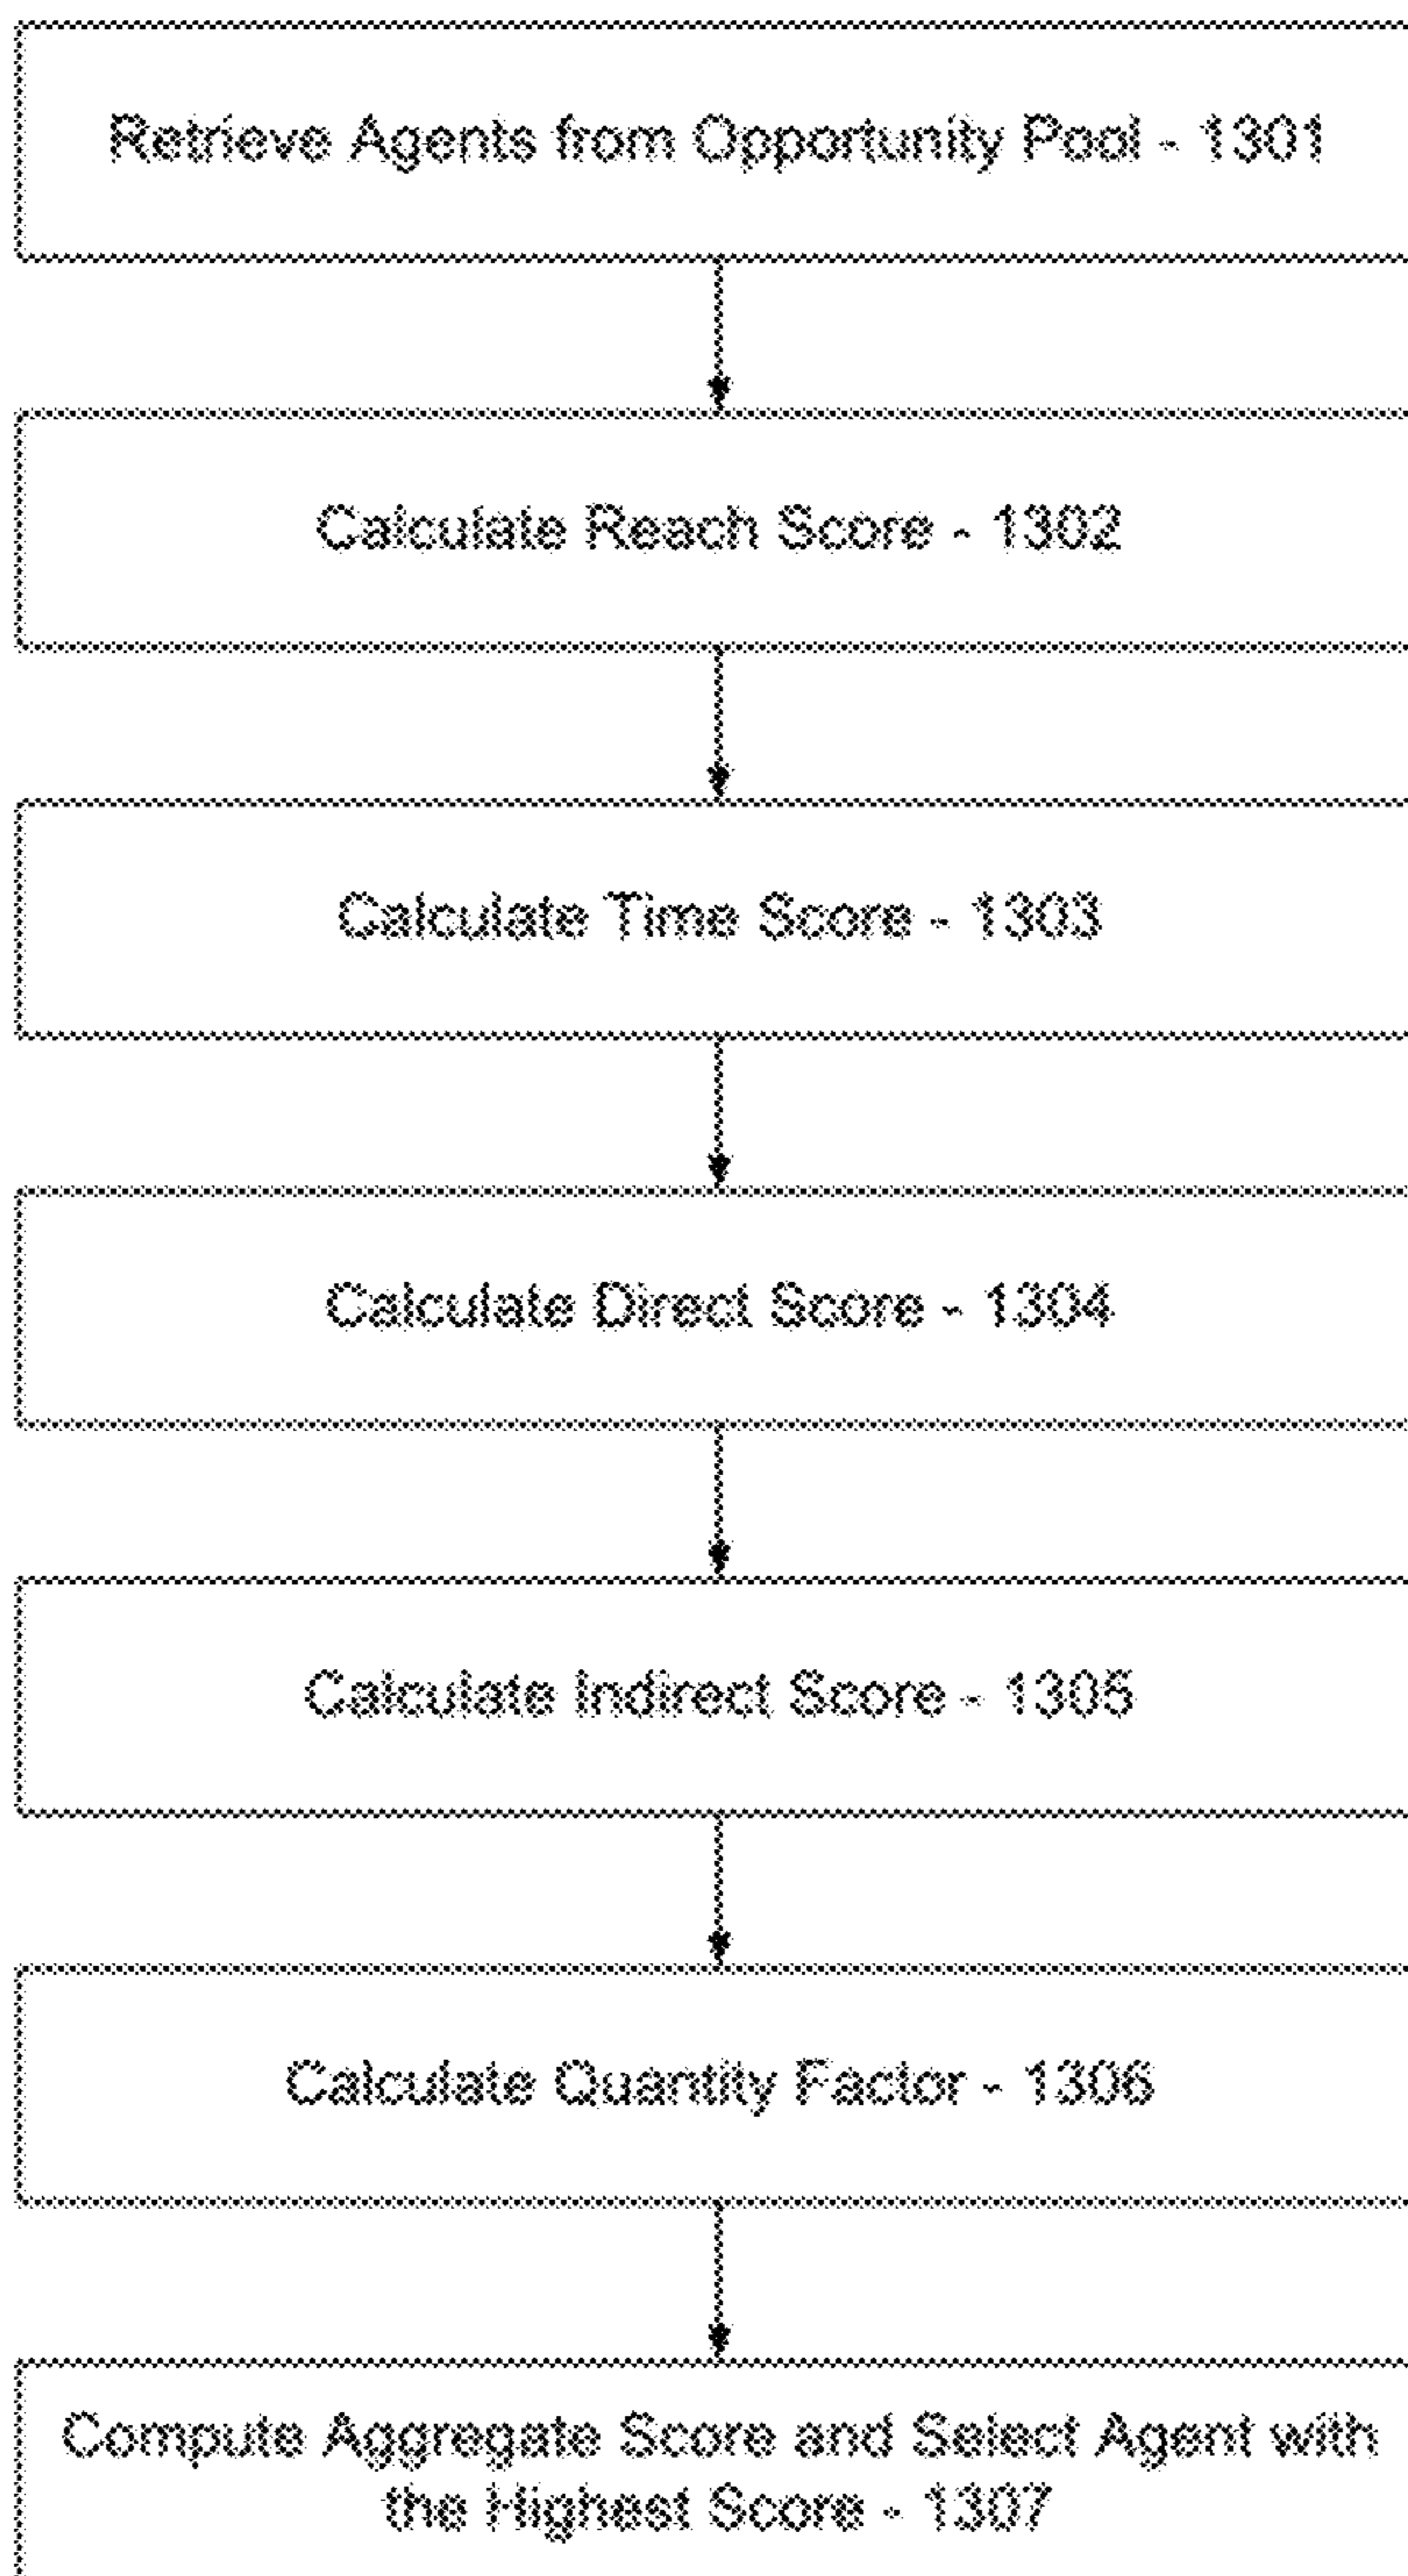 Retrieve Agents from Opportunity Pool - 1301
Calculate Reach Score - 1302
Calculate Time Score - 1303
Calculate Direct Score - 1304
Calculate Indirect Score - 1305
Calculate Quantity Factor - 1306
Compute Aggregate Score and Select Agent with
the Highest Score - 1307